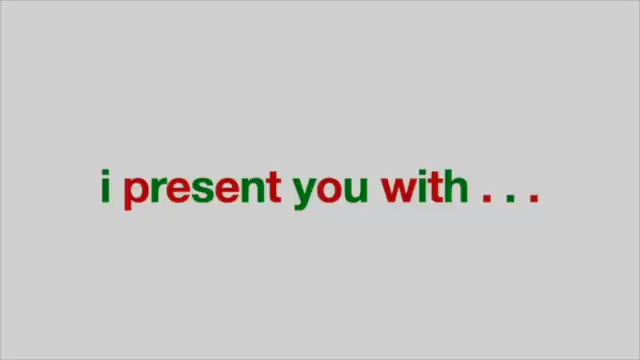 i present you with . . .